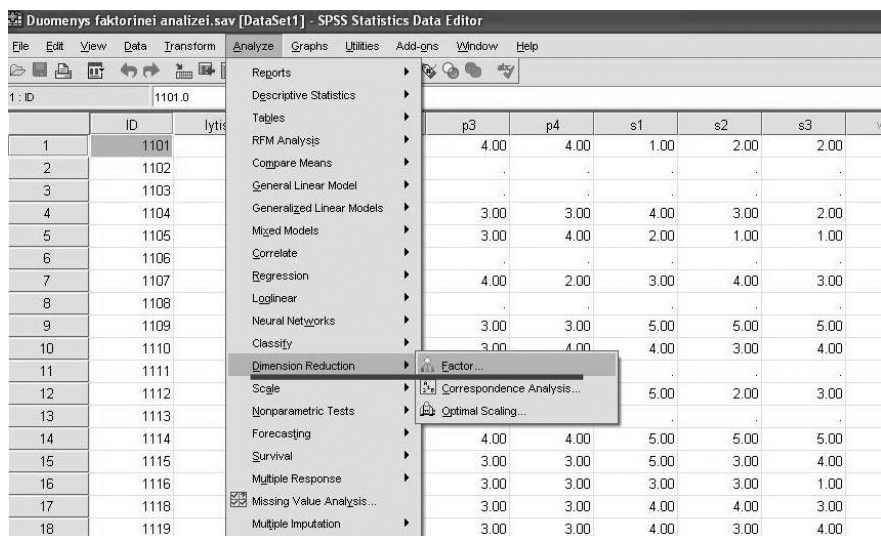 Duomenys faktorinei analizei.sav [DataSet1] - SPSS Statistics Data Editor
File Edit View Data Transform Analyze Graphs Utilities Add-ons Window Help
1 : ID 1101.0
ID lytis p3 p4 s1 s2 s3
1 1101 4.00 4.00 1.00 2.00 2.00
2 1102 . . . . .
3 1103 . . . . .
4 1104 3.00 3.00 4.00 3.00 2.00
5 1105 3.00 4.00 2.00 1.00 1.00
6 1106 . . . . .
7 1107 4.00 2.00 3.00 4.00 3.00
8 1108 . . . . .
9 1109 3.00 3.00 5.00 5.00 5.00
10 1110 3.00 4.00 4.00 3.00 4.00
11 1111 . .
12 1112 5.00 2.00 3.00
13 1113 . . .
14 1114 4.00 4.00 5.00 5.00 5.00
15 1115 3.00 3.00 5.00 3.00 4.00
16 1116 3.00 3.00 3.00 3.00 1.00
17 1118 3.00 3.00 4.00 4.00 3.00
18 1119 3.00 3.00 4.00 3.00 4.00
Reports
Descriptive Statistics
Tables
RFM Analysis
Compare Means
General Linear Model
Generalized Linear Models
Mixed Models
Correlate
Regression
Loglinear
Neural Networks
Classify
Dimension Reduction
Scale
Nonparametric Tests
Forecasting
Survival
Multiple Response
Missing Value Analysis...
Multiple Imputation
Factor...
Correspondence Analysis...
Optimal Scaling...